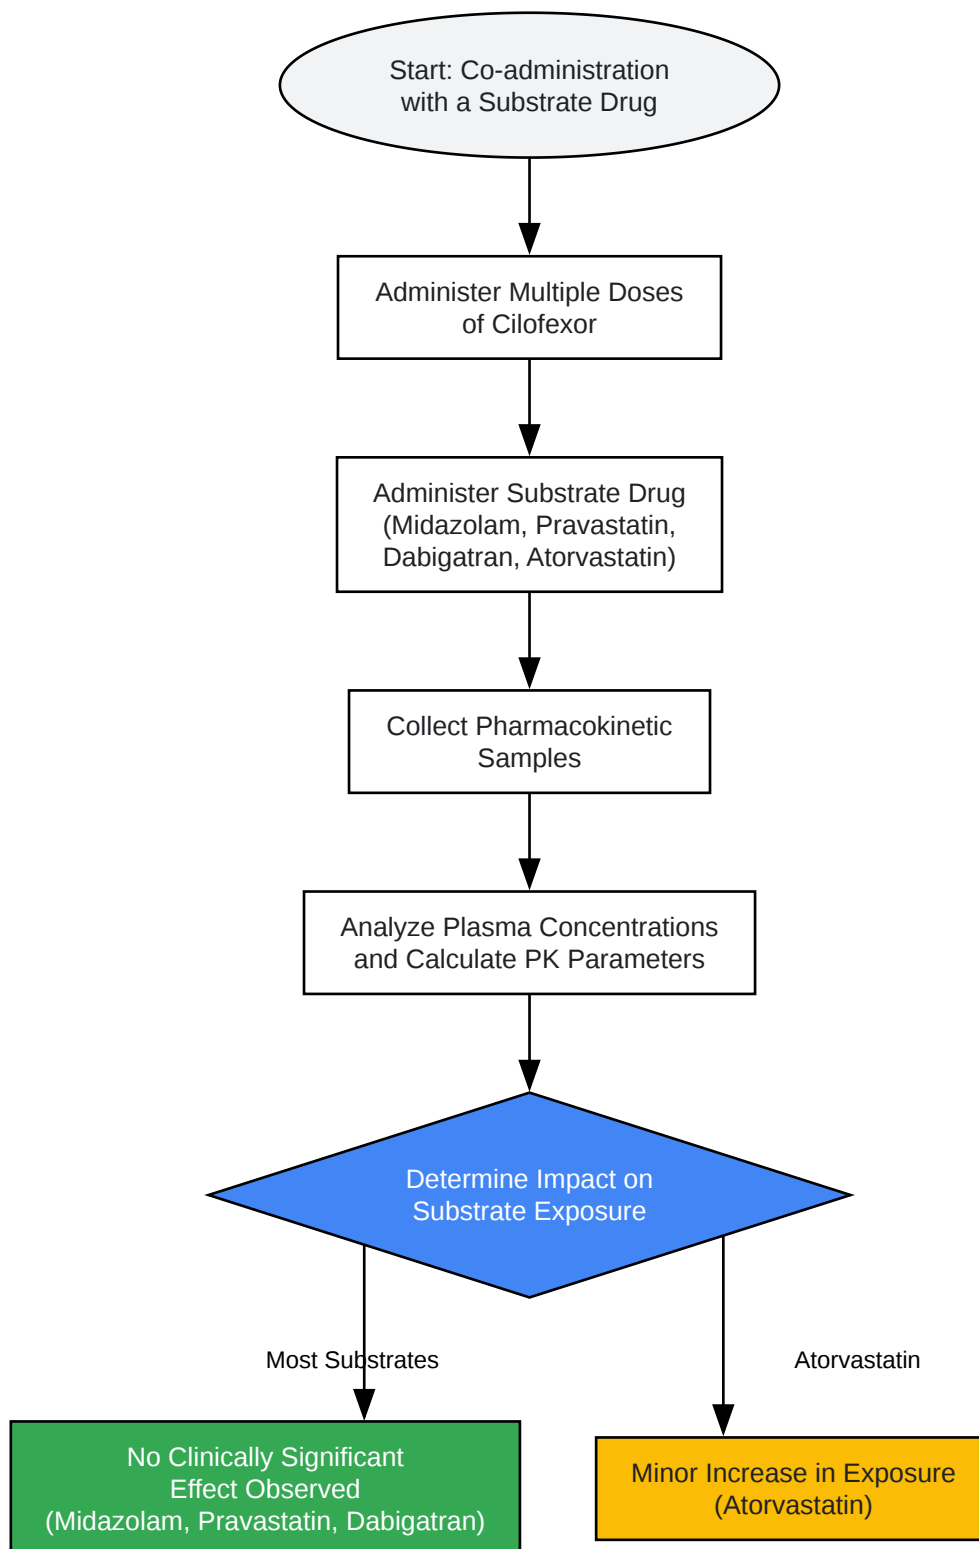 Start: Co-administration
with a Substrate Drug
Administer Multiple Doses
of Cilofexor
Administer Substrate Drug
(Midazolam, Pravastatin,
Dabigatran, Atorvastatin)
Collect Pharmacokinetic
Samples
Analyze Plasma Concentrations
and Calculate PK Parameters
Determine Impact on
Substrate Exposure
Most Substrates
Atorvastatin
No Clinically Significant
Effect Observed
(Midazolam, Pravastatin, Dabigatran)
Minor Increase in Exposure
(Atorvastatin)